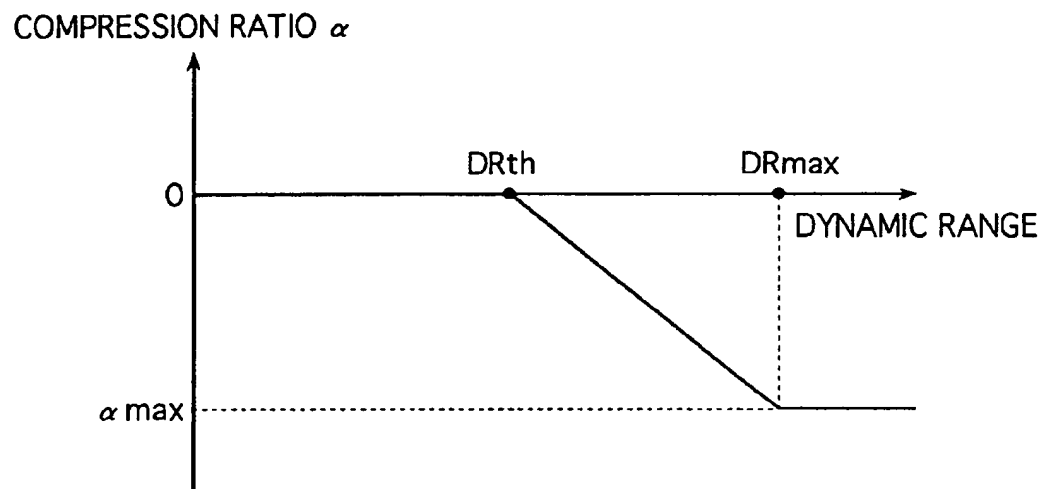 COMPRESSION RATIO α
DRth
DRmax
0
DYNAMIC RANGE
α max